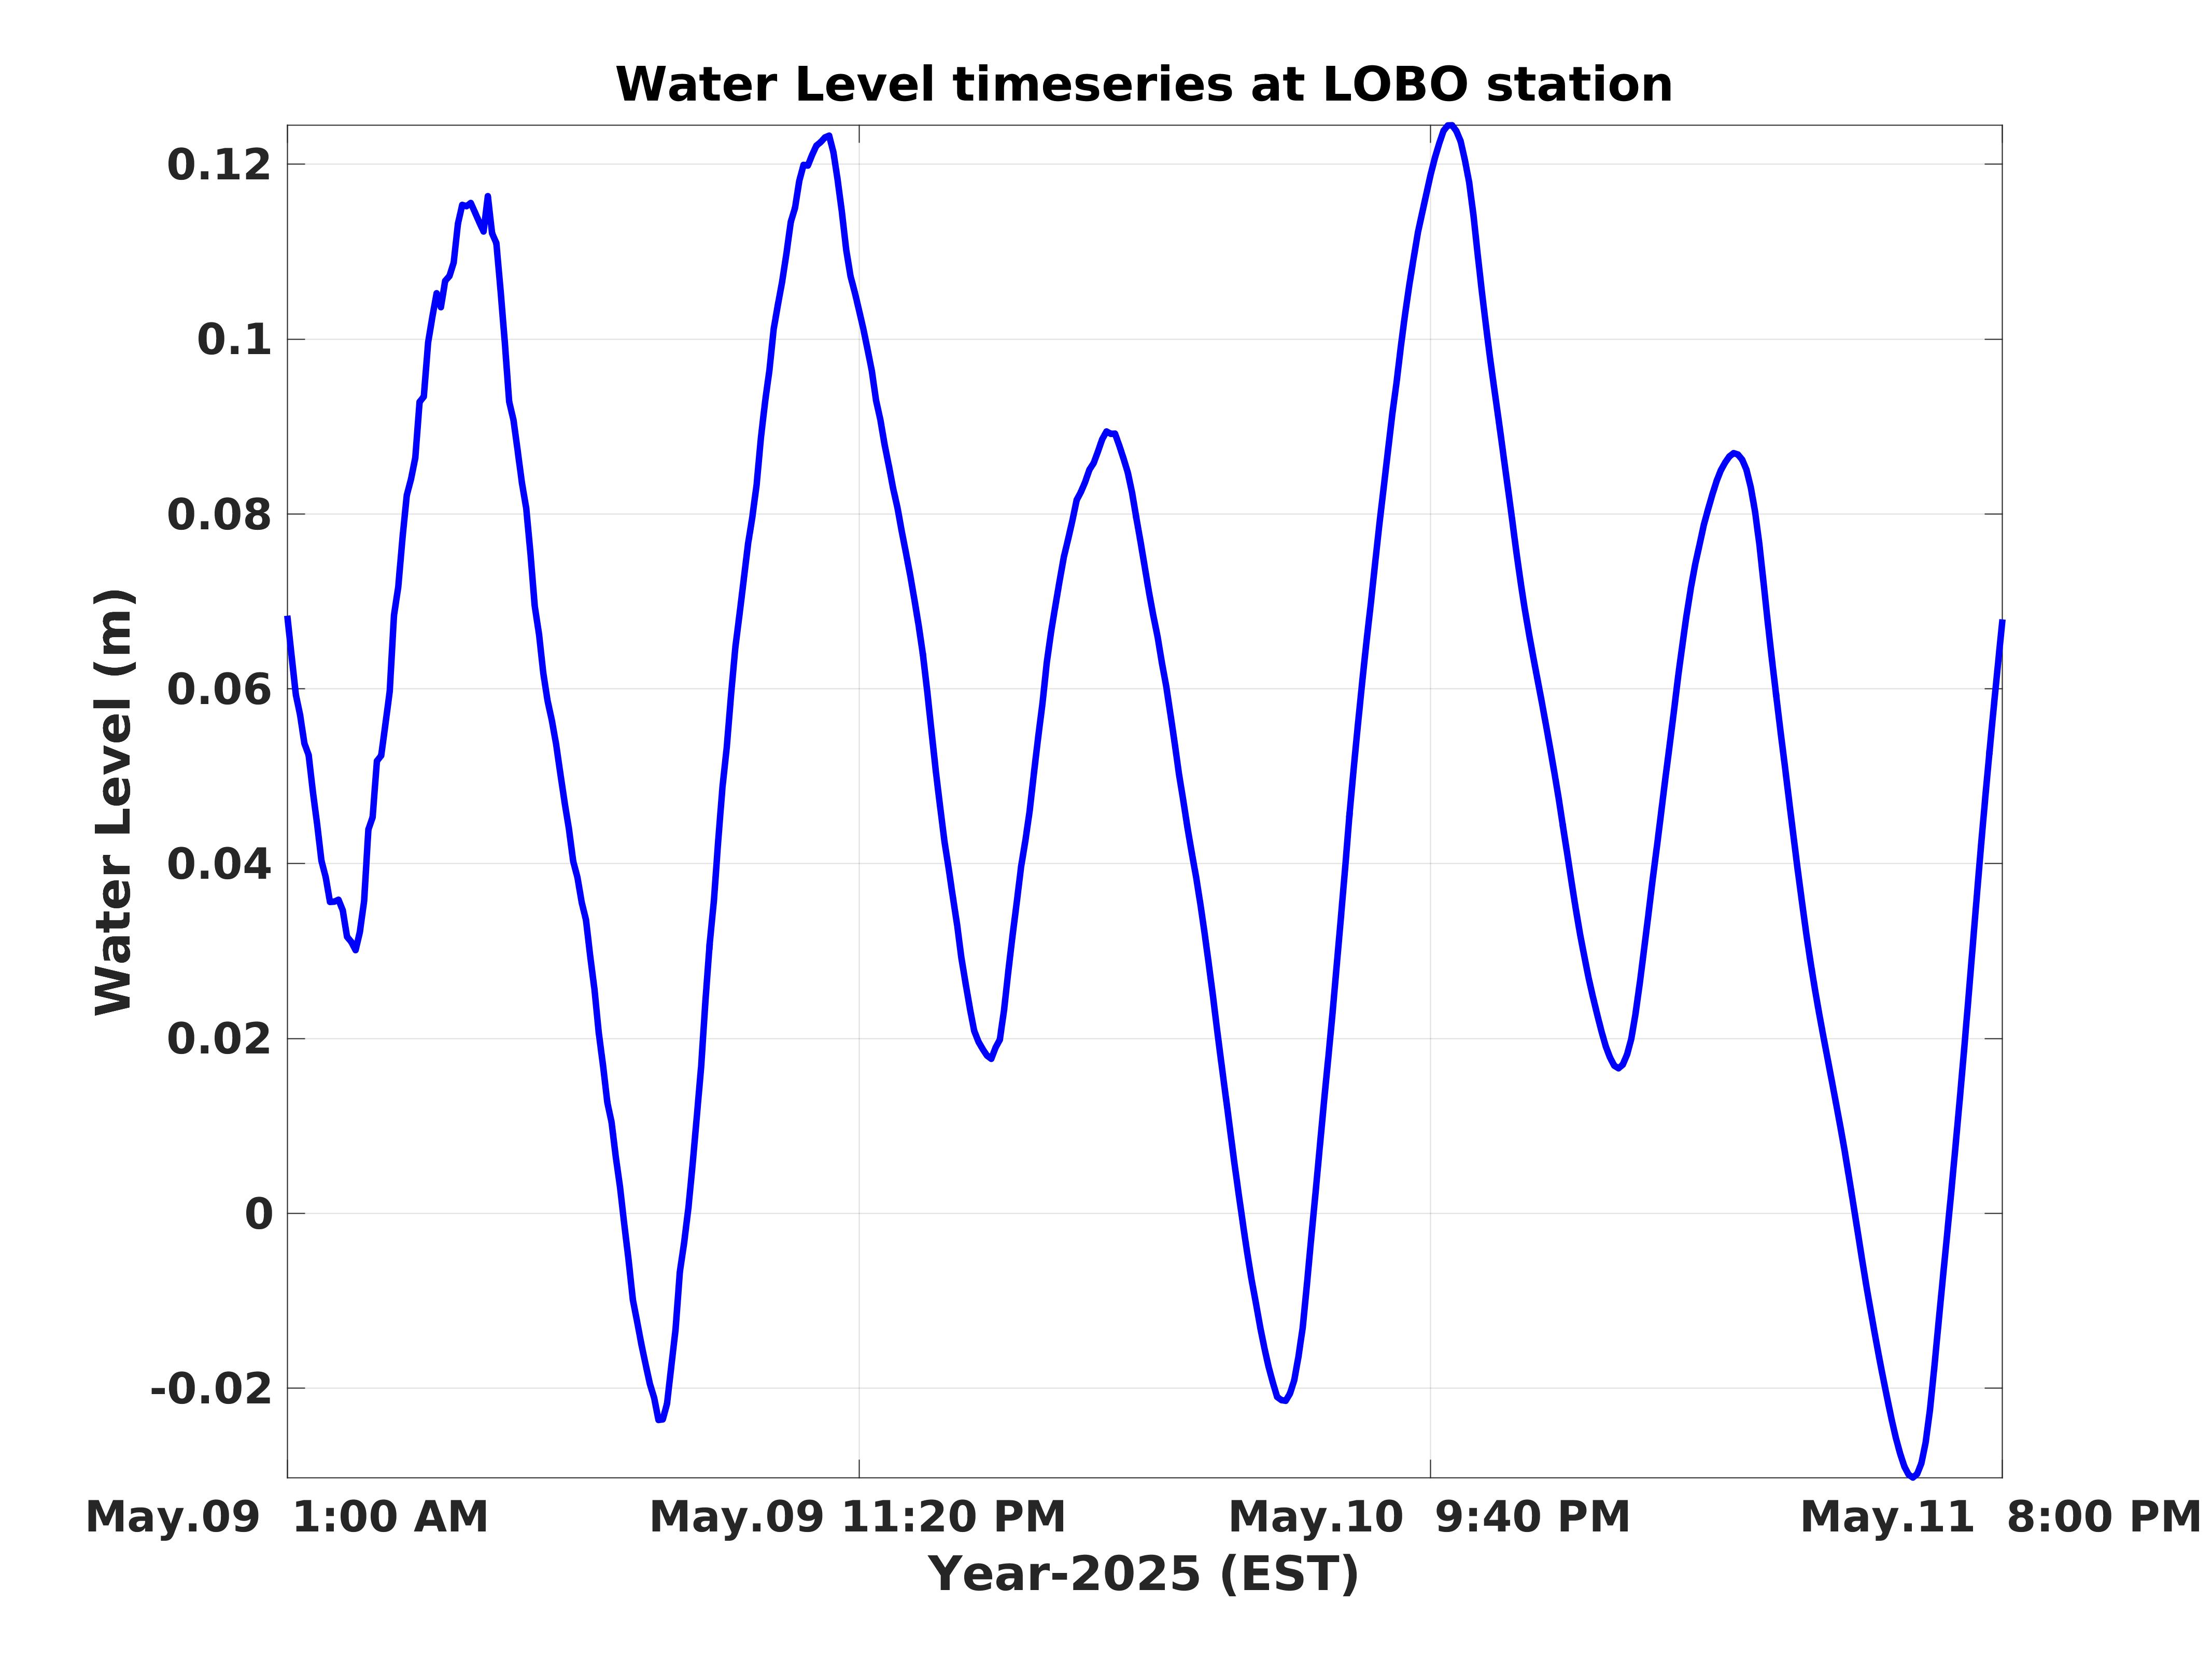 Water Level timeseries at LOBO station
0.12
0.1
0.08
0.06
0.04
0.02
0
-0.02
Water Level (m)
May.09  1:00 AM
May.09 11:20 PM
May.10  9:40 PM
May.11  8:00 PM
Year-2025 (EST)